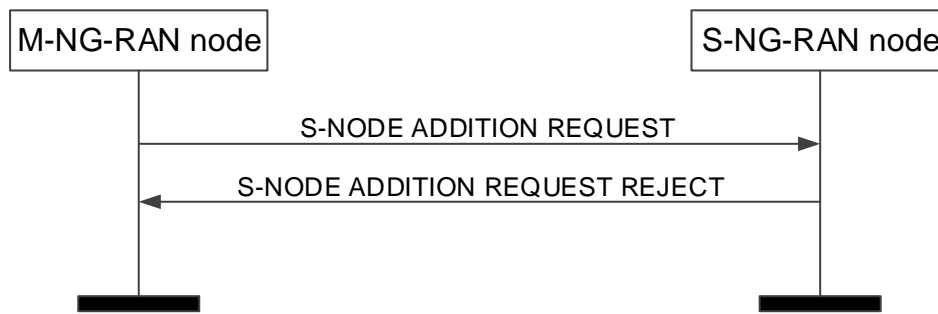 M-NG-RAN node
S-NG-RAN node
S-NODE ADDITION REQUEST
S-NODE ADDITION REQUEST REJECT